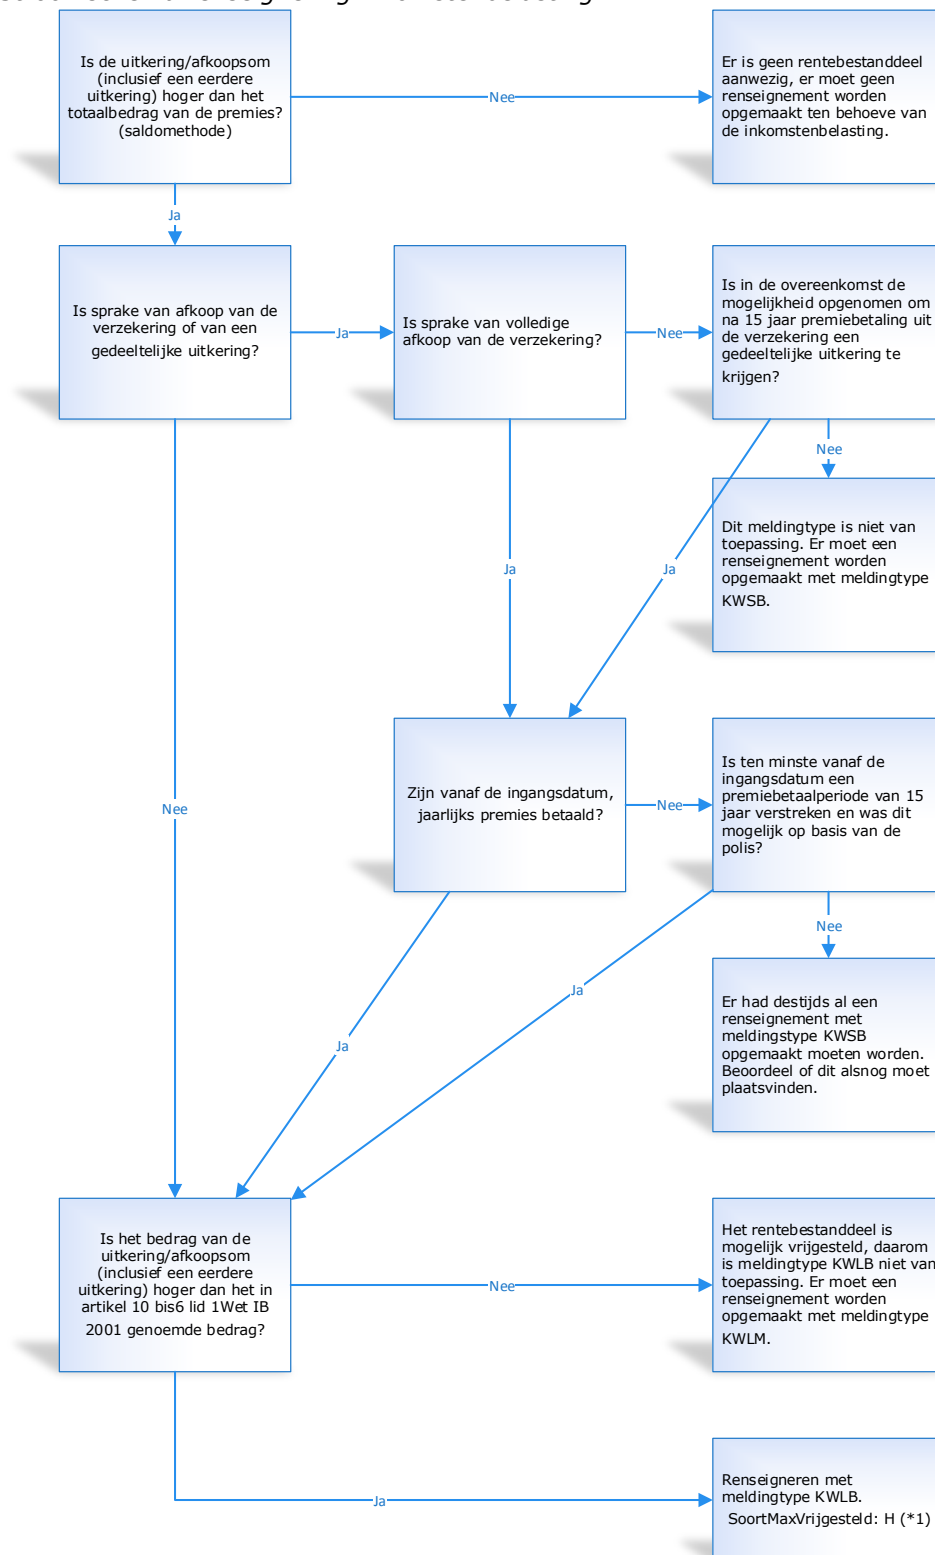 Is de uitkering/afkoopsom
(inclusief een eerdere
uitkering) hoger dan het
totaalbedrag van de premies?
(saldomethode)
Nee
Er is geen rentebestanddeel
aanwezig, er moet geen
renseignement worden
opgemaakt ten behoeve van
de inkomstenbelasting.
Ja
Is sprake van afkoop van de
verzekering of van een
gedeeltelijke uitkering?
Ja
Is sprake van volledige
afkoop van de verzekering?
Nee
Is in de overeenkomst de
mogelijkheid opgenomen om
na 15 jaar premiebetaling uit
de verzekering een
gedeeltelijke uitkering te
krijgen?
Nee
Dit meldingtype is niet van
toepassing. Er moet een
renseignement worden
opgemaakt met meldingtype
KWSB.
Ja
Ja
Nee
Zijn vanaf de ingangsdatum,
jaarlijks premies betaald?
Nee
Is ten minste vanaf de
ingangsdatum een
premiebetaalperiode van 15
jaar verstreken en was dit
mogelijk op basis van de
polis?
Nee
Er had destijds al een
renseignement met
meldingstype KWSB
opgemaakt moeten worden.
Beoordeel of dit alsnog moet
plaatsvinden.
Ja
Ja
Is het bedrag van de
uitkering/afkoopsom
(inclusief een eerdere
uitkering) hoger dan het in
artikel 10 bis6 lid 1Wet IB
2001 genoemde bedrag?
Nee
Het rentebestanddeel is
mogelijk vrijgesteld, daarom
is meldingtype KWLB niet van
toepassing. Er moet een
renseignement worden
opgemaakt met meldingtype
KWLM.
Ja
Renseigneren met
meldingtype KWLB.
SoortMaxVrijgesteld: H (*1)